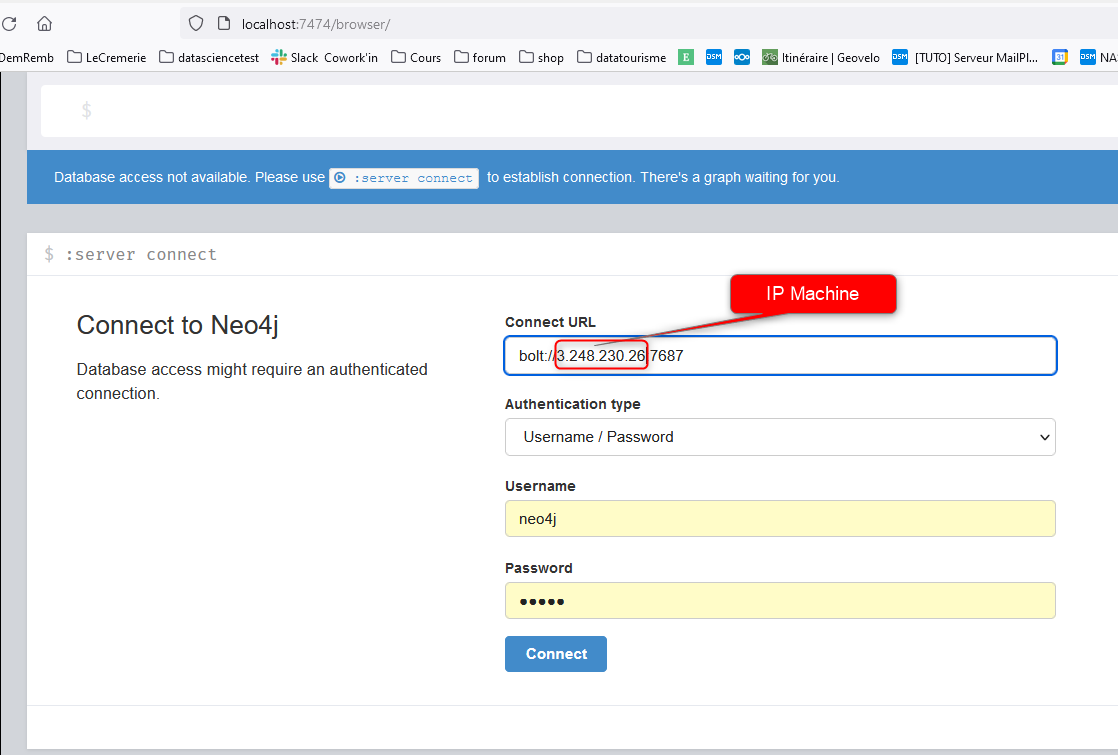 localhost:7474/browser/
DemRemb LeCremerie datasciencetest Slack Cowork'in Cours forum shop datatourisme E DSM Itinéraire | Geovelo DSM [TUTO] Serveur MailPl... 31 DSM NAS
$
Database access not available. Please use :server connect to establish connection. There's a graph waiting for you.
$ :server connect
IP Machine
Connect to Neo4j
Connect URL
bolt://3.248.230.26:7687
Database access might require an authenticated
connection.
Authentication type
Username / Password
Username
neo4j
Password
•••••
Connect